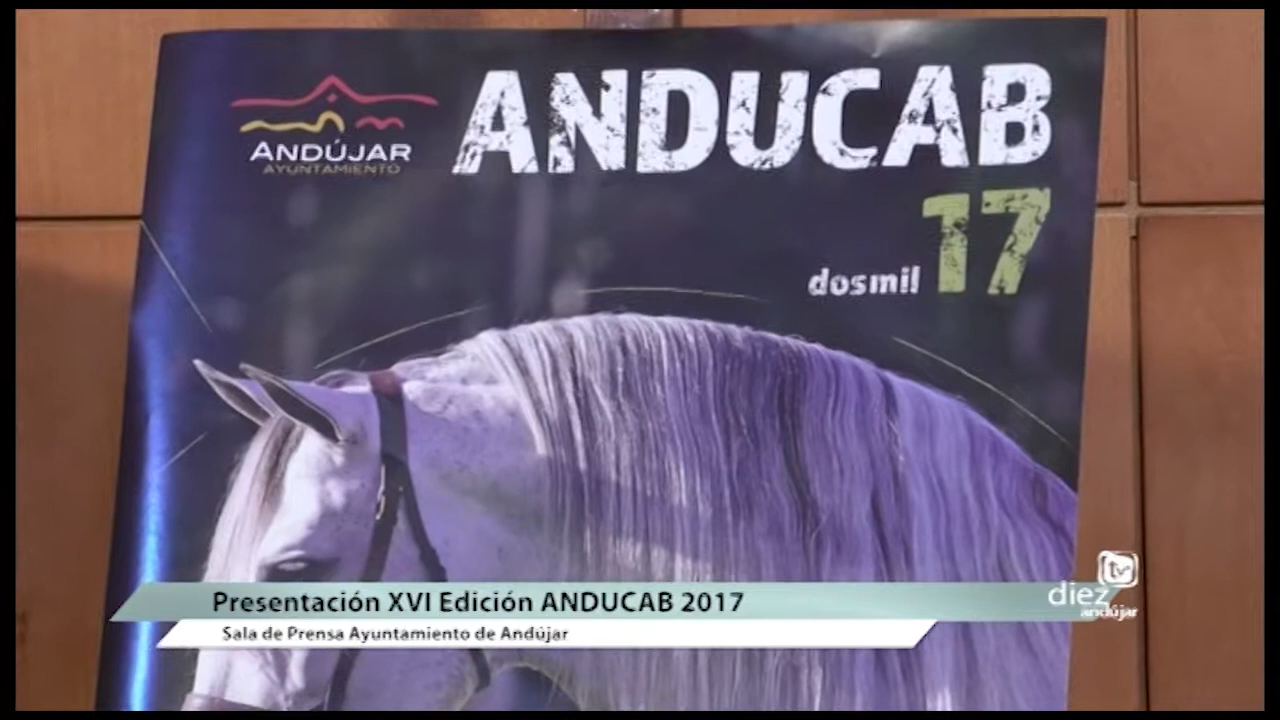 ANDUCAB
ANDÚJAR
AYUNTAMIENTO
dosmil 17
Presentación XVI Edición ANDUCAB 2017
Sala de Prensa Ayuntamiento de Andújar
diez tv
andújar